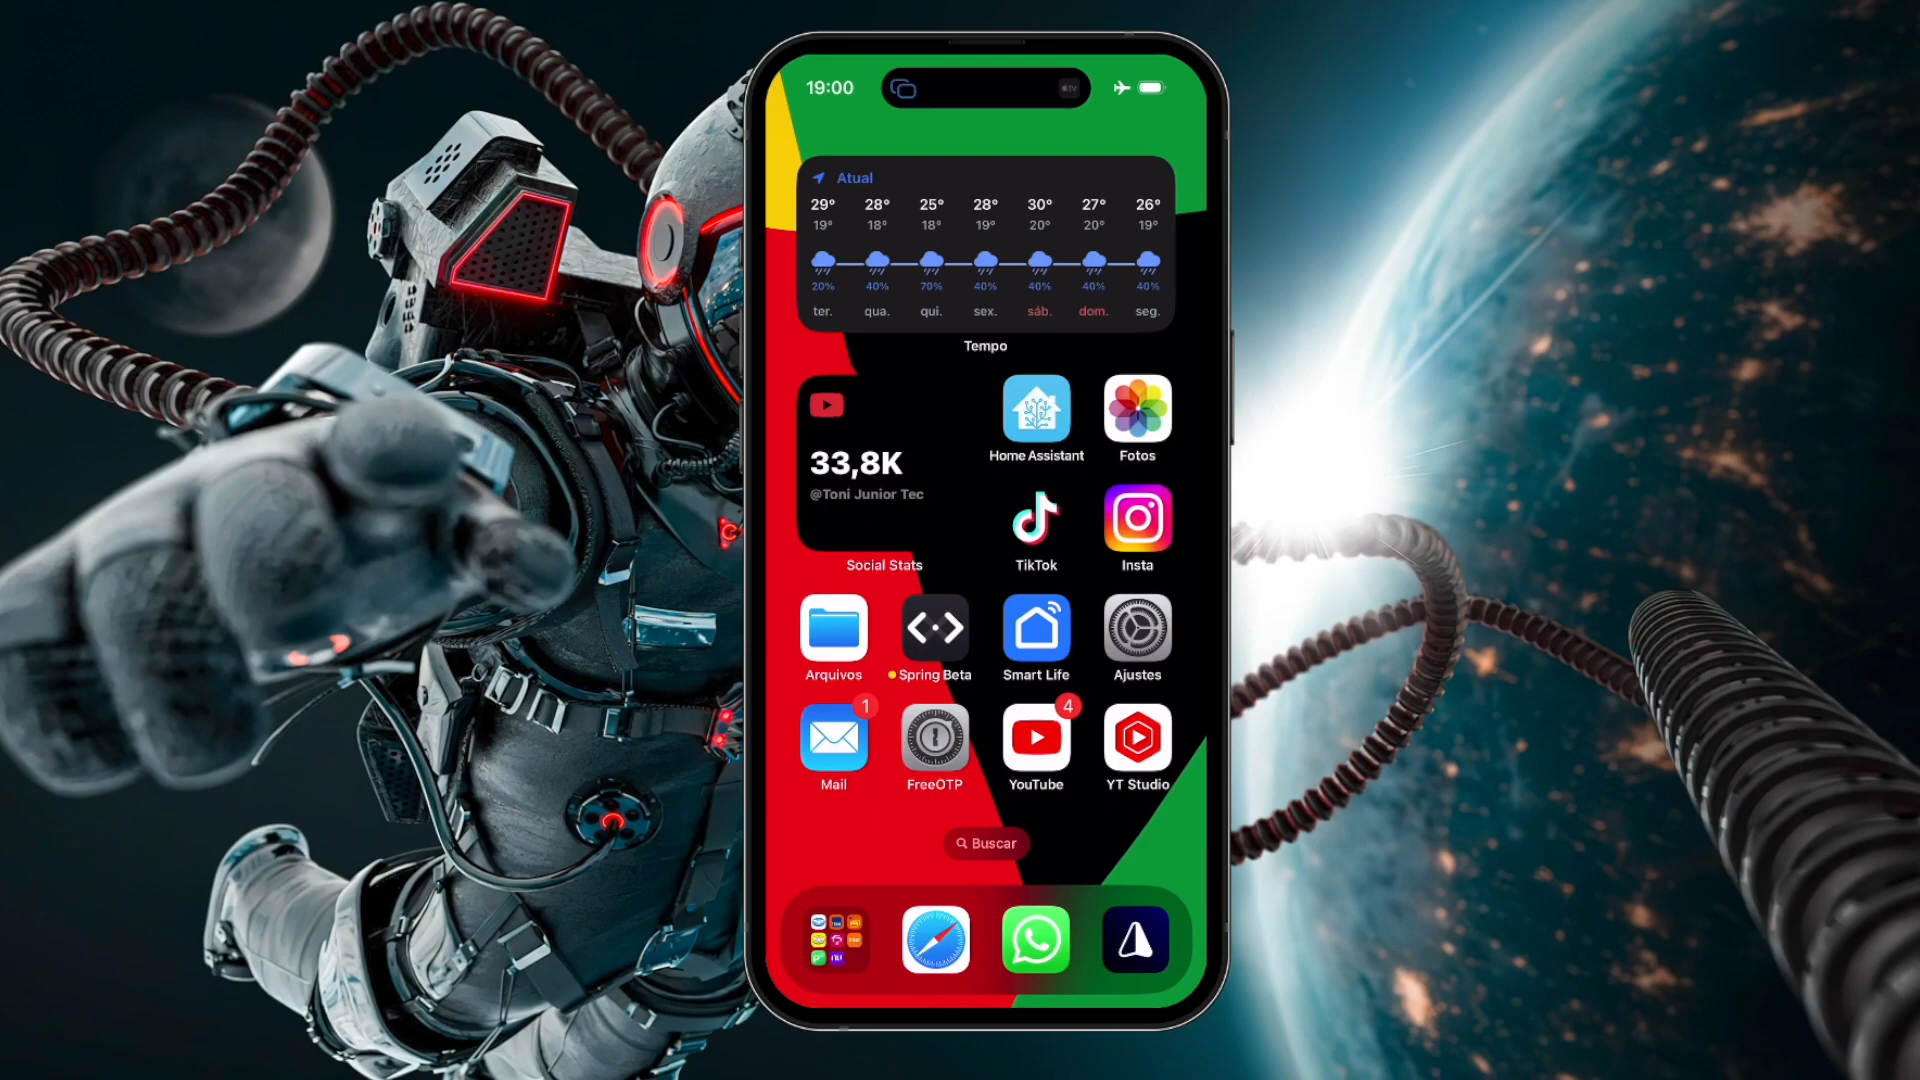 19:00
tv
Atual
29° 28° 25° 28° 30° 27° 26°
19° 18° 18° 19° 20° 20° 19°
20% 40% 70% 40% 40% 40% 40%
ter. qua. qui. sex. sáb. dom. seg.
Tempo
33,8K
@Toni Junior Tec
Social Stats
Home Assistant Fotos
TikTok Insta
Arquivos Spring Beta Smart Life Ajustes
1 4
Mail FreeOTP YouTube YT Studio
Buscar